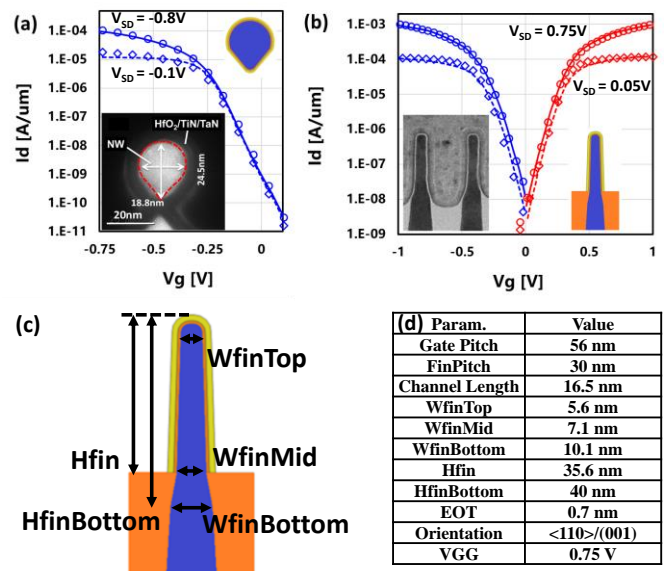 (a)
V_SD = -0.8V
1.E-04
1.E-05
V_SD = -0.1V
1.E-06
1.E-07
1.E-08
1.E-09
1.E-10
1.E-11
Id [A/um]
HfO2/TiN/TaN
NW
24.5nm
18.8nm
20nm
-0.75
-0.5
-0.25
0
Vg [V]
(b)
1.E-03
1.E-04
1.E-05
1.E-06
1.E-07
1.E-08
1.E-09
Id [A/um]
V_SD = 0.75V
V_SD = 0.05V
-1
-0.5
0
0.5
1
Vg [V]
(c)
WfinTop
WfinMid
Hfin
HfinBottom
WfinBottom
(d) Param. Value
Gate Pitch 56 nm
FinPitch 30 nm
Channel Length 16.5 nm
WfinTop 5.6 nm
WfinMid 7.1 nm
WfinBottom 10.1 nm
Hfin 35.6 nm
HfinBottom 40 nm
EOT 0.7 nm
Orientation <110>/(001)
VGG 0.75 V